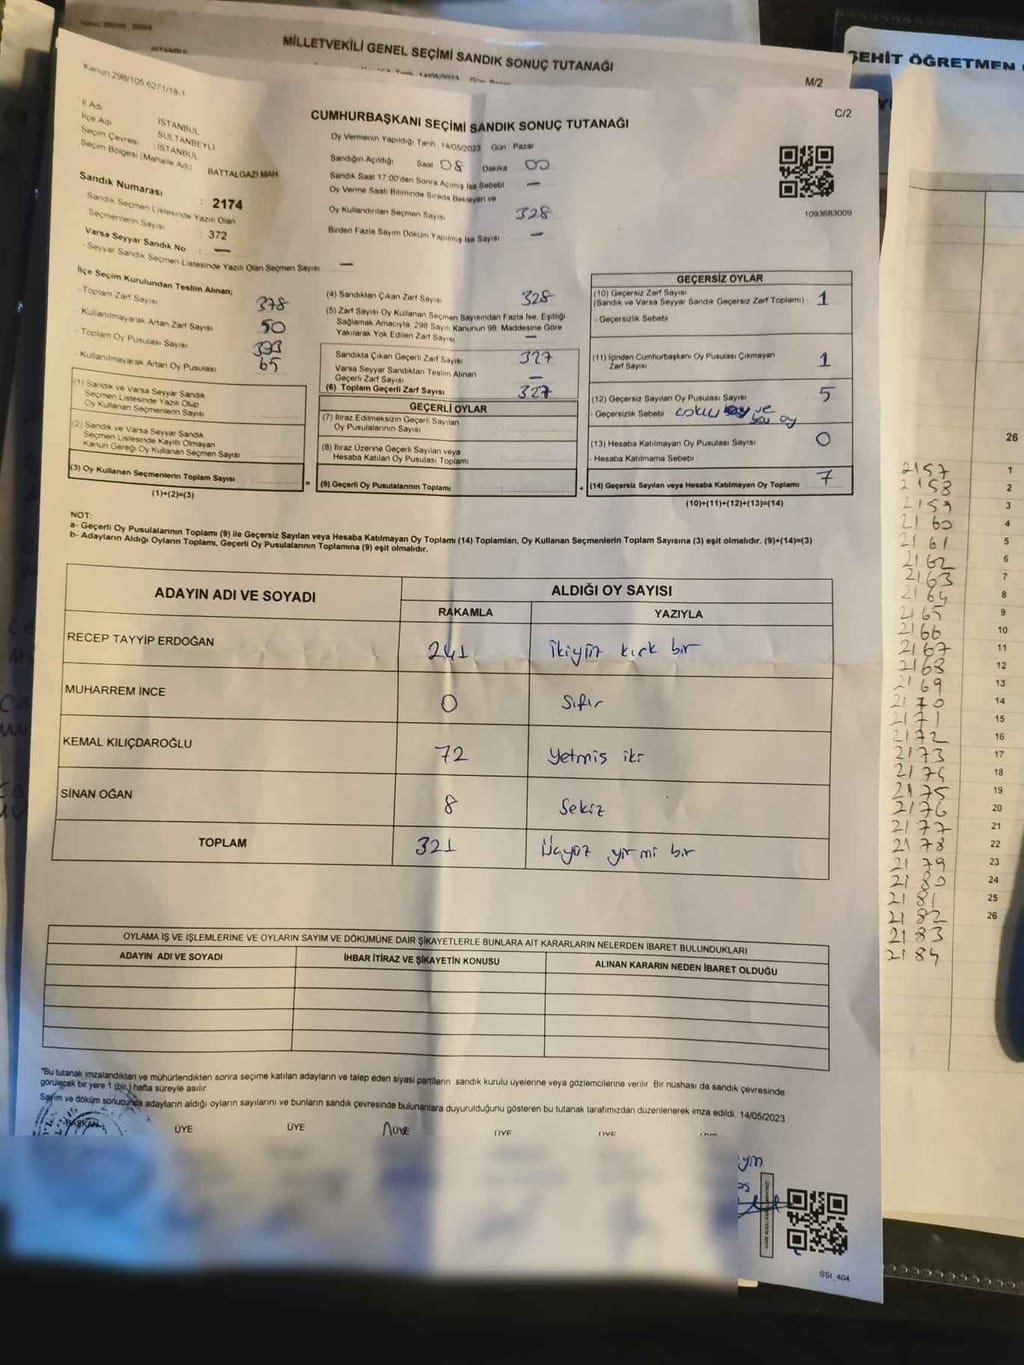 MİLLETVEKİLİ GENEL SEÇİMİ SANDIK SONUÇ TUTANAĞI
M/2
ŞEHİT ÖĞRETMEN
Kanun 298/105 6271/18-1
CUMHURBAŞKANI SEÇİMİ SANDIK SONUÇ TUTANAĞI
C/2
İl Adı : İSTANBUL
İlçe Adı : SULTANBEYLİ
Seçim Çevresi : İSTANBUL
Seçim Bölgesi (Mahalle Adı) : BATTALGAZİ MAH
Sandık Numarası : 2174
Sandık Seçmen Listesinde Yazılı Olan
Seçmenlerin Sayısı : 372
Varsa Seyyar Sandık No : —
- Seyyar Sandık Seçmen Listesinde Yazılı Olan Seçmen Sayısı —
Oy Vermenin Yapıldığı Tarih 14/05/2023 Gün Pazar
Sandığın Açıldığı Saat 08 Dakika 00
Sandık Saat 17:00'den Sonra Açılmış İse Sebebi —
Oy Verme Saati Bitiminde Sırada Bekleyen ve
Oy Kullandırılan Seçmen Sayısı 328
Birden Fazla Sayım Döküm Yapılmış İse Sayısı —
1093683009
İlçe Seçim Kurulundan Teslim Alınan;
- Toplam Zarf Sayısı 378
- Kullanılmayarak Artan Zarf Sayısı 50
- Toplam Oy Pusulası Sayısı 393
- Kullanılmayarak Artan Oy Pusulası 65
(1) Sandık ve Varsa Seyyar Sandık
Seçmen Listesinde Yazılı Olup
Oy Kullanan Seçmenlerin Sayısı
(2) Sandık ve Varsa Seyyar Sandık
Seçmen Listesinde Kayıtlı Olmayan
Kanun Gereği Oy Kullanan Seçmen Sayısı
(3) Oy Kullanan Seçmenlerin Toplam Sayısı
(1)+(2)=(3)
(4) Sandıktan Çıkan Zarf Sayısı 328
(5) Zarf Sayısı Oy Kullanan Seçmen Sayısından Fazla İse, Eşitliği
Sağlamak Amacıyla, 298 Sayılı Kanunun 98. Maddesine Göre
Yakılarak Yok Edilen Zarf Sayısı —
Sandıkta Çıkan Geçerli Zarf Sayısı 327
Varsa Seyyar Sandıktan Teslim Alınan
Geçerli Zarf Sayısı —
(6) Toplam Geçerli Zarf Sayısı 327
GEÇERLİ OYLAR
(7) İtiraz Edilmeksizin Geçerli Sayılan
Oy Pusulalarının Sayısı
(8) İtiraz Üzerine Geçerli Sayılan veya
Hesaba Katılan Oy Pusulası Toplamı
(9) Geçerli Oy Pusulalarının Toplamı
GEÇERSİZ OYLAR
(10) Geçersiz Zarf Sayısı
(Sandık ve Varsa Seyyar Sandık Geçersiz Zarf Toplamı) : 1
- Geçersizlik Sebebi :
(11) İçinden Cumhurbaşkanı Oy Pusulası Çıkmayan
Zarf Sayısı 1
(12) Geçersiz Sayılan Oy Pusulası Sayısı 5
- Geçersizlik Sebebi ve oy
(13) Hesaba Katılmayan Oy Pusulası Sayısı 0
- Hesaba Katılmama Sebebi :
(14) Geçersiz Sayılan veya Hesaba Katılmayan Oy Toplamı 7
(10)+(11)+(12)+(13)=(14)
NOT:
a- Geçerli Oy Pusulalarının Toplamı (9) ile Geçersiz Sayılan veya Hesaba Katılmayan Oy Toplamı (14) Toplamları, Oy Kullanan Seçmenlerin Toplam Sayısına (3) eşit olmalıdır. (9)+(14)=(3)
b- Adayların Aldığı Oyların Toplamı, Geçerli Oy Pusulalarının Toplamına (9) eşit olmalıdır.
ADAYIN ADI VE SOYADI
ALDIĞI OY SAYISI
RAKAMLA YAZIYLA
RECEP TAYYİP ERDOĞAN 241 ikiyüz kırk bir
MUHARREM İNCE 0 Sıfır
KEMAL KILIÇDAROĞLU 72 Yetmiş iki
SİNAN OĞAN 8 Sekiz
TOPLAM 321 Üçyüz yirmi bir
OYLAMA İŞ VE İŞLEMLERİNE VE OYLARIN SAYIM VE DÖKÜMÜNE DAİR ŞİKAYETLERLE BUNLARA AİT KARARLARIN NELERDEN İBARET BULUNDUKLARI
ADAYIN ADI VE SOYADI İHBAR İTİRAZ VE ŞİKAYETİN KONUSU ALINAN KARARIN NEDEN İBARET OLDUĞU
"Bu tutanak imzalandıktan ve mühürlendikten sonra seçime katılan adayların ve talep eden siyasi partilerin sandık kurulu üyelerine veya gözlemcilerine verilir. Bir nüshası da sandık çevresinde
görülecek bir yere 1 (bir) hafta süreyle asılır.
Sayım ve döküm sonucunda adayların aldığı oyların sayılarını ve bunların sandık çevresinde bulunanlara duyurulduğunu gösteren bu tutanak tarafımızdan düzenlenerek imza edildi. 14/05/2023
BAŞKAN ÜYE ÜYE ÜYE ÜYE ÜYE
SSI_404
26
2157 1
2158 2
2159 3
2160 4
2161 5
2162 6
2163 7
2164 8
2165 9
2166 10
2167 11
2168 12
2169 13
2170 14
2171 15
2172 16
2173 17
2174 18
2175 19
2176 20
2177 21
2178 22
2179 23
2180 24
2181 25
2182 26
2183
2184